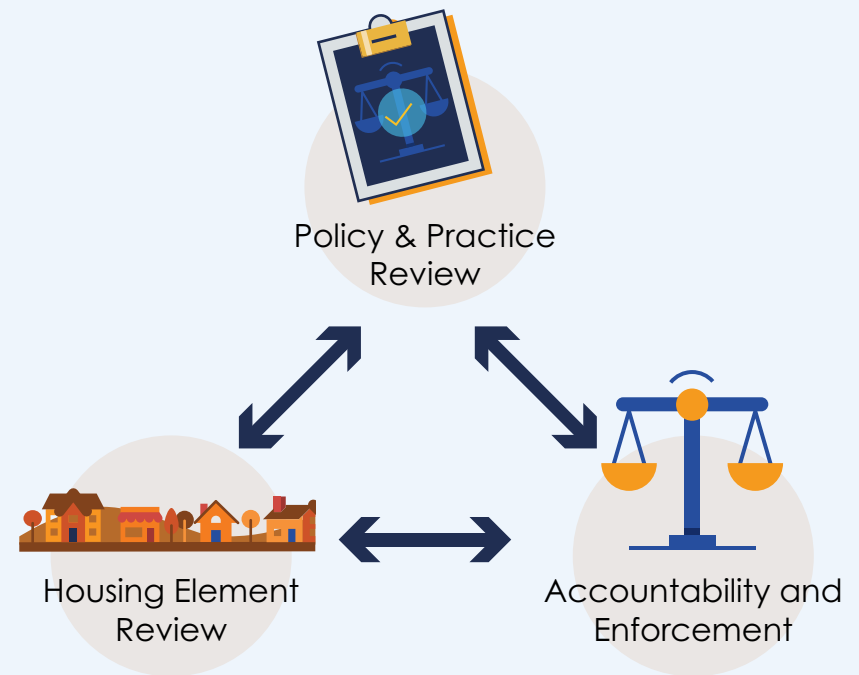 Policy & Practice
Review
Housing Element
Review
Accountability and
Enforcement